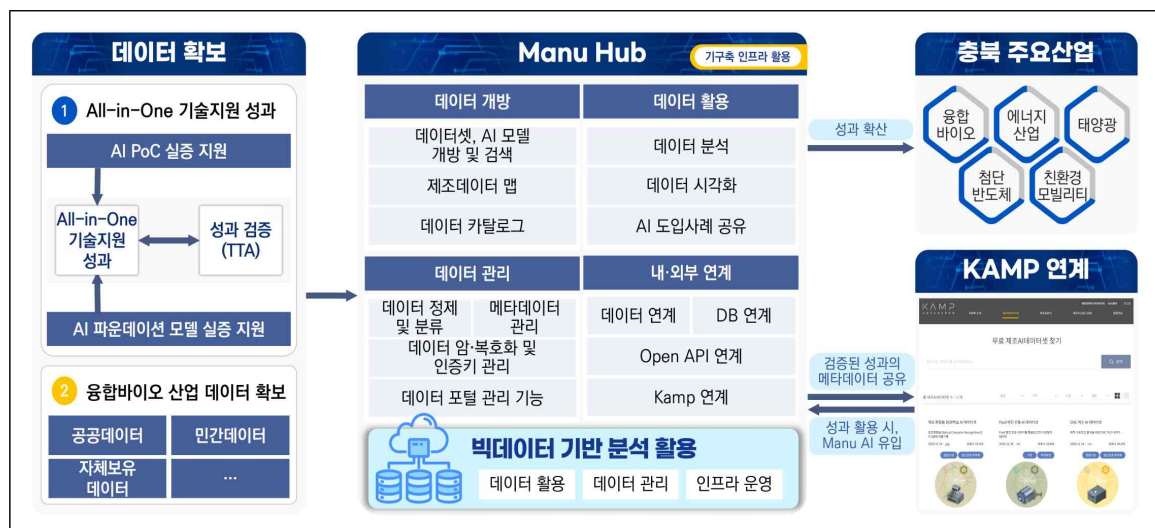 데이터 확보
1 All-in-One 기술지원 성과
AI PoC 실증 지원
All-in-One
기술지원
성과
성과 검증
(TTA)
AI 파운데이션 모델 실증 지원
2 융합바이오 산업 데이터 확보
공공데이터
민간데이터
자체보유
데이터
...
Manu Hub
기구축 인프라 활용
데이터 개방
데이터셋, AI 모델
개방 및 검색
제조데이터 맵
데이터 카탈로그
데이터 활용
데이터 분석
데이터 시각화
AI 도입사례 공유
데이터 관리
데이터 정제
및 분류
메타데이터
관리
데이터 암·복호화 및
인증키 관리
데이터 포털 관리 기능
내·외부 연계
데이터 연계
DB 연계
Open API 연계
Kamp 연계
빅데이터 기반 분석 활용
데이터 활용
데이터 관리
인프라 운영
성과 확산
충북 주요산업
융합
바이오
에너지
산업
태양광
첨단
반도체
친환경
모빌리티
검증된 성과의
메타데이터 공유
성과 활용 시,
Manu AI 유입
KAMP 연계
KAMP
무료 제조AI데이터셋 찾기